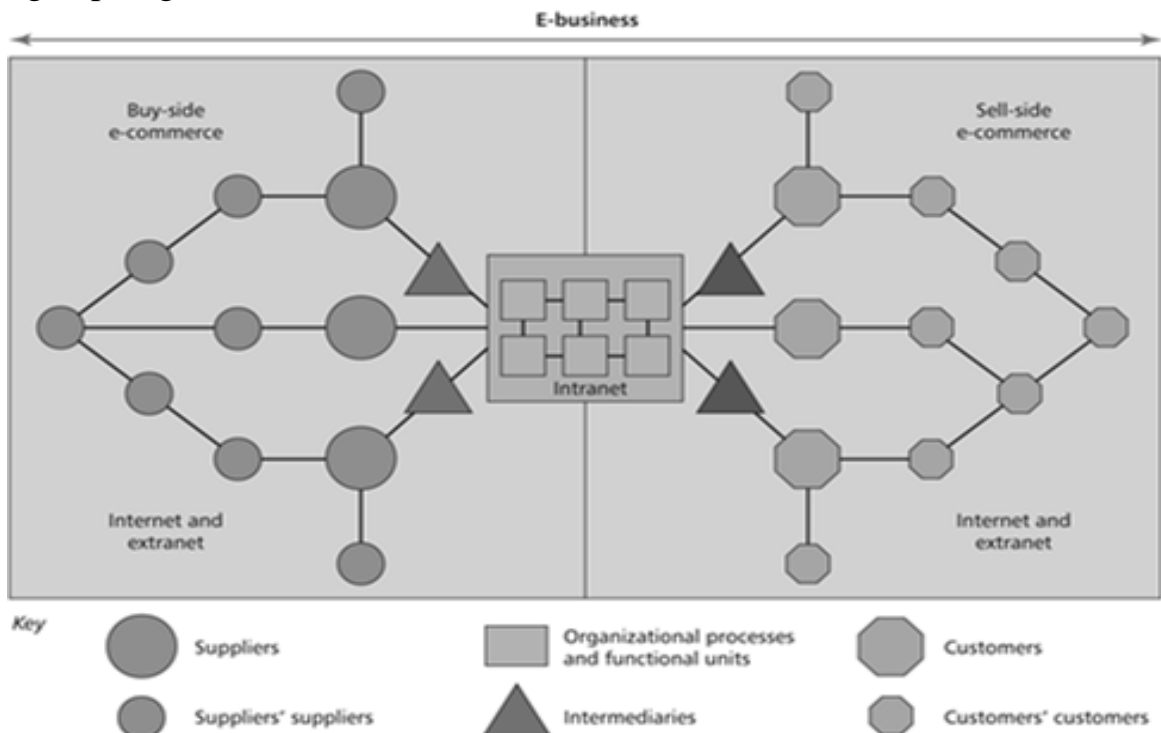 E-business
Buy-side
e-commerce
Sell-side
e-commerce
Intranet
Internet and
extranet
Internet and
extranet
Key
Suppliers
Organizational processes
and functional units
Customers
Suppliers' suppliers
Intermediaries
Customers' customers